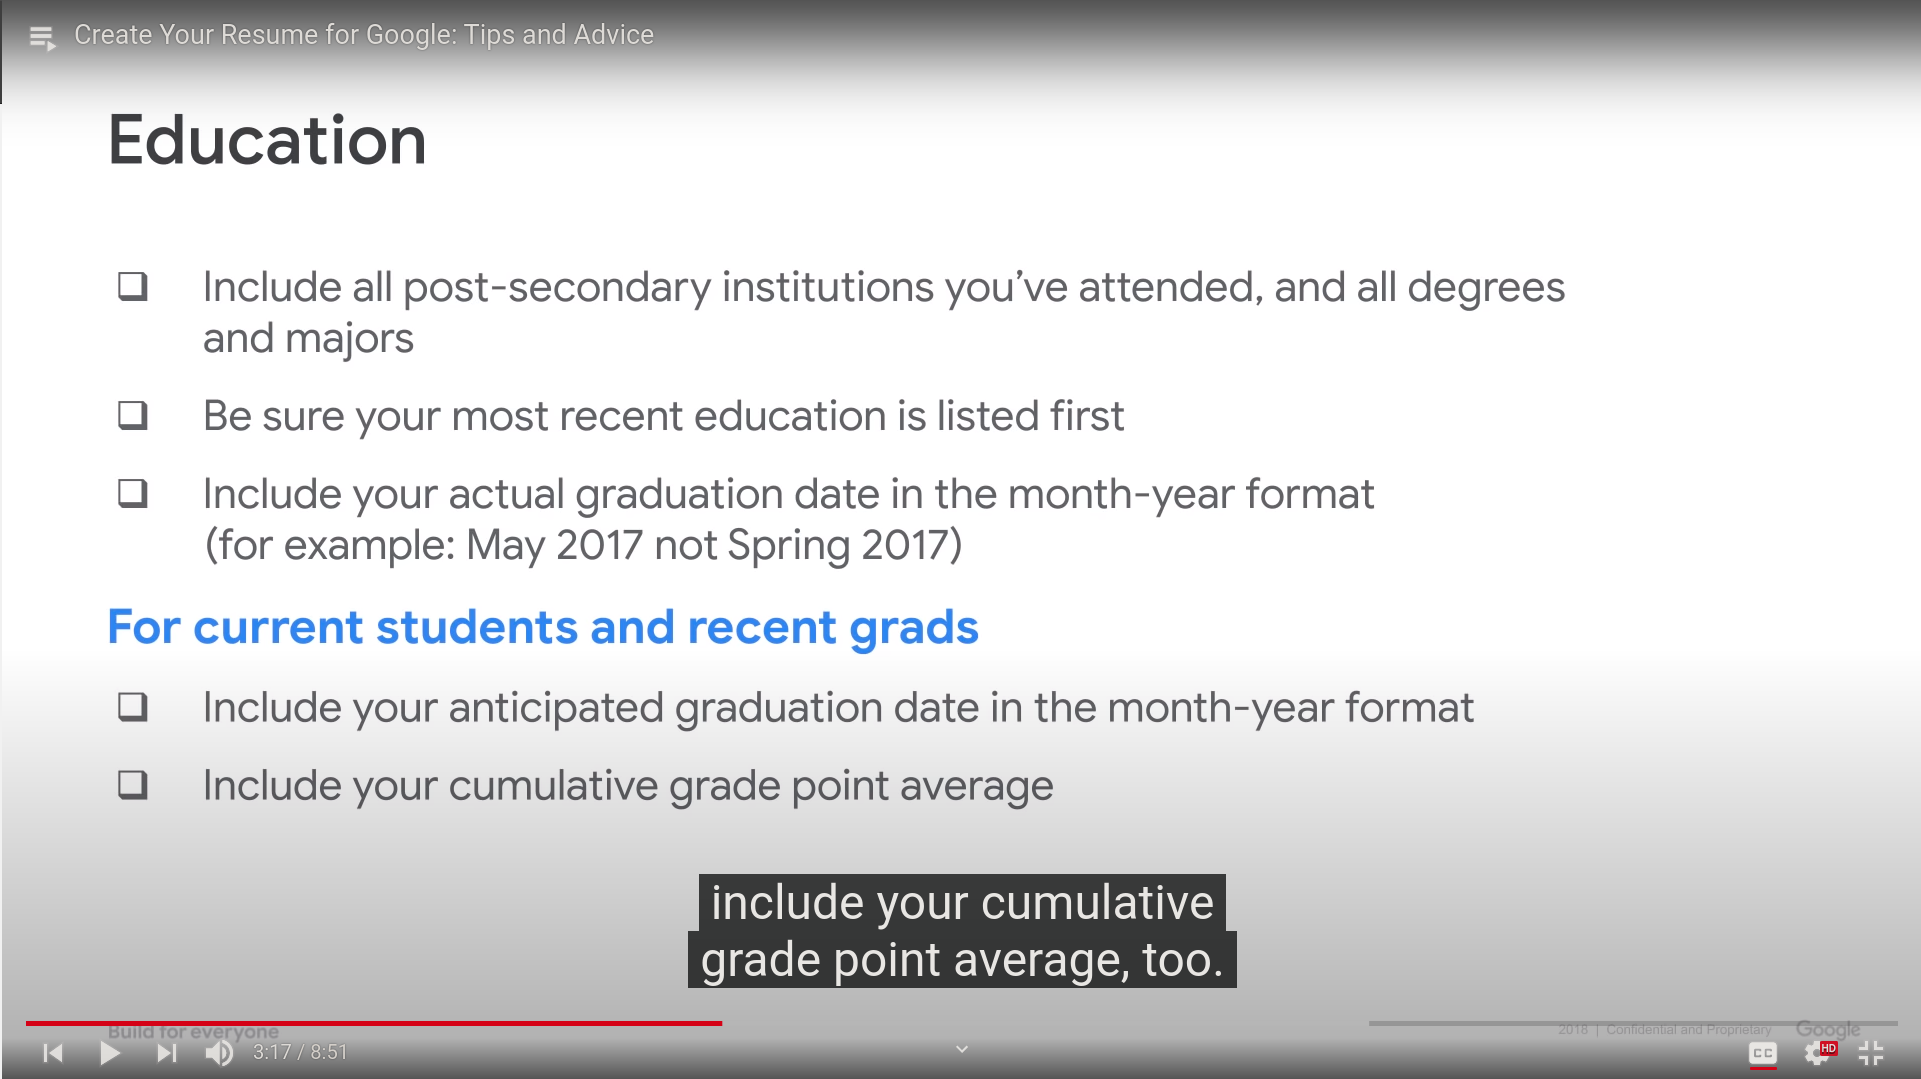 Create Your Resume for Google: Tips and Advice
Education
❑ Include all post-secondary institutions you’ve attended, and all degrees
and majors
❑ Be sure your most recent education is listed first
❑ Include your actual graduation date in the month-year format
(for example: May 2017 not Spring 2017)
For current students and recent grads
❑ Include your anticipated graduation date in the month-year format
❑ Include your cumulative grade point average
include your cumulative
grade point average, too.
Build for everyone
2018 | Confidential and Proprietary Google
3:17 / 8:51
CC HD